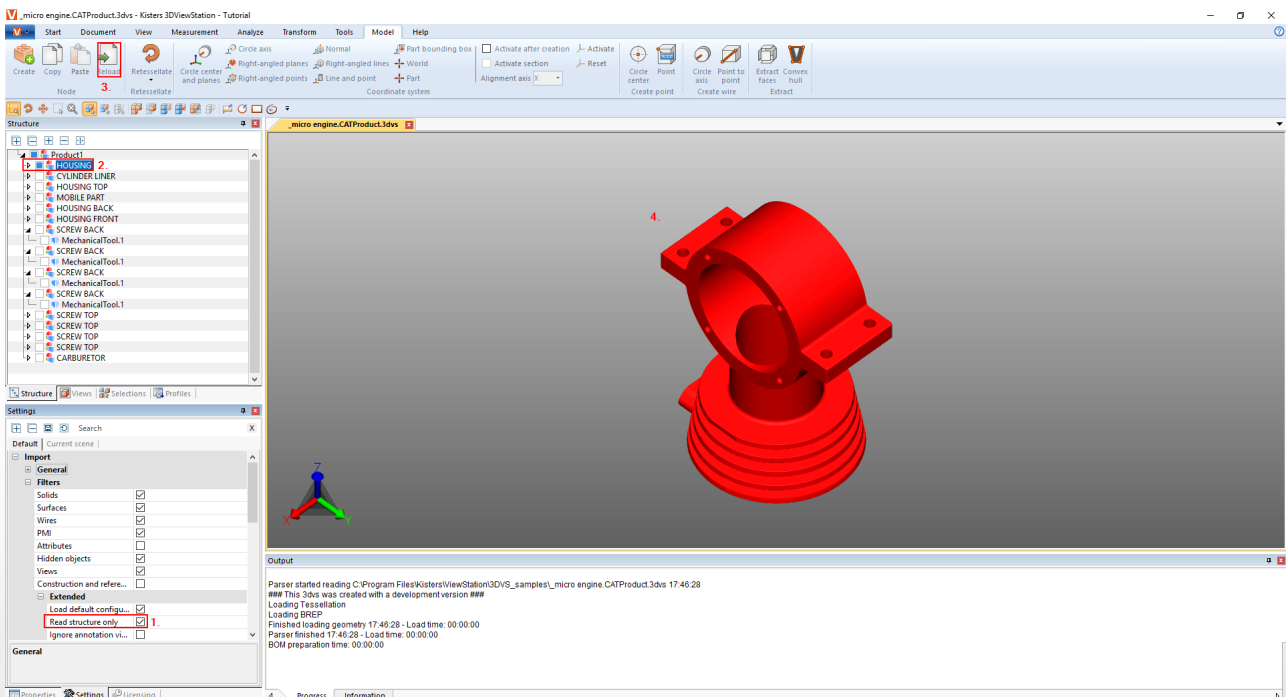 _micro engine.CATProduct.3dvs - Kisters 3DViewStation - Tutorial
Start Document View Measurement Analyze Transform Tools Model Help
Create Copy Paste Reload
3.
Node
Retessellate
Retessellate
Circle center and planes
Circle axis
Right-angled planes
Right-angled points
Normal
Right-angled lines
Line and point
Part bounding box
World
Part
Activate after creation
Activate section
Alignment axis X
Activate
Reset
Coordinate system
Circle center
Point
Create point
Circle axis
Point to point
Create wire
Extract faces
Convex hull
Extract
Structure
_micro engine.CATProduct.3dvs
Product1
HOUSING 2.
CYLINDER LINER
HOUSING TOP
MOBILE PART
HOUSING BACK
HOUSING FRONT
SCREW BACK
MechanicalTool.1
SCREW BACK
MechanicalTool.1
SCREW BACK
MechanicalTool.1
SCREW BACK
MechanicalTool.1
SCREW TOP
SCREW TOP
SCREW TOP
SCREW TOP
CARBURETOR
Structure Views Selections Profiles
4.
Z
X
Y
Settings
Search X
Default Current scene
Import
General
Filters
Solids
Surfaces
Wires
PMI
Attributes
Hidden objects
Views
Construction and refere...
Extended
Load default configu...
Read structure only 1.
Ignore annotation vi...
General
Properties Settings Licensing
Output
Parser started reading C:\Program Files\Kisters\ViewStation\3DVS_samples\_micro engine.CATProduct.3dvs 17:46:28
### This 3dvs was created with a development version ###
Loading Tessellation
Loading BREP
Finished loading geometry 17:46:28 - Load time: 00:00:00
Parser finished 17:46:28 - Load time: 00:00:00
BOM preparation time: 00:00:00
Progress Information